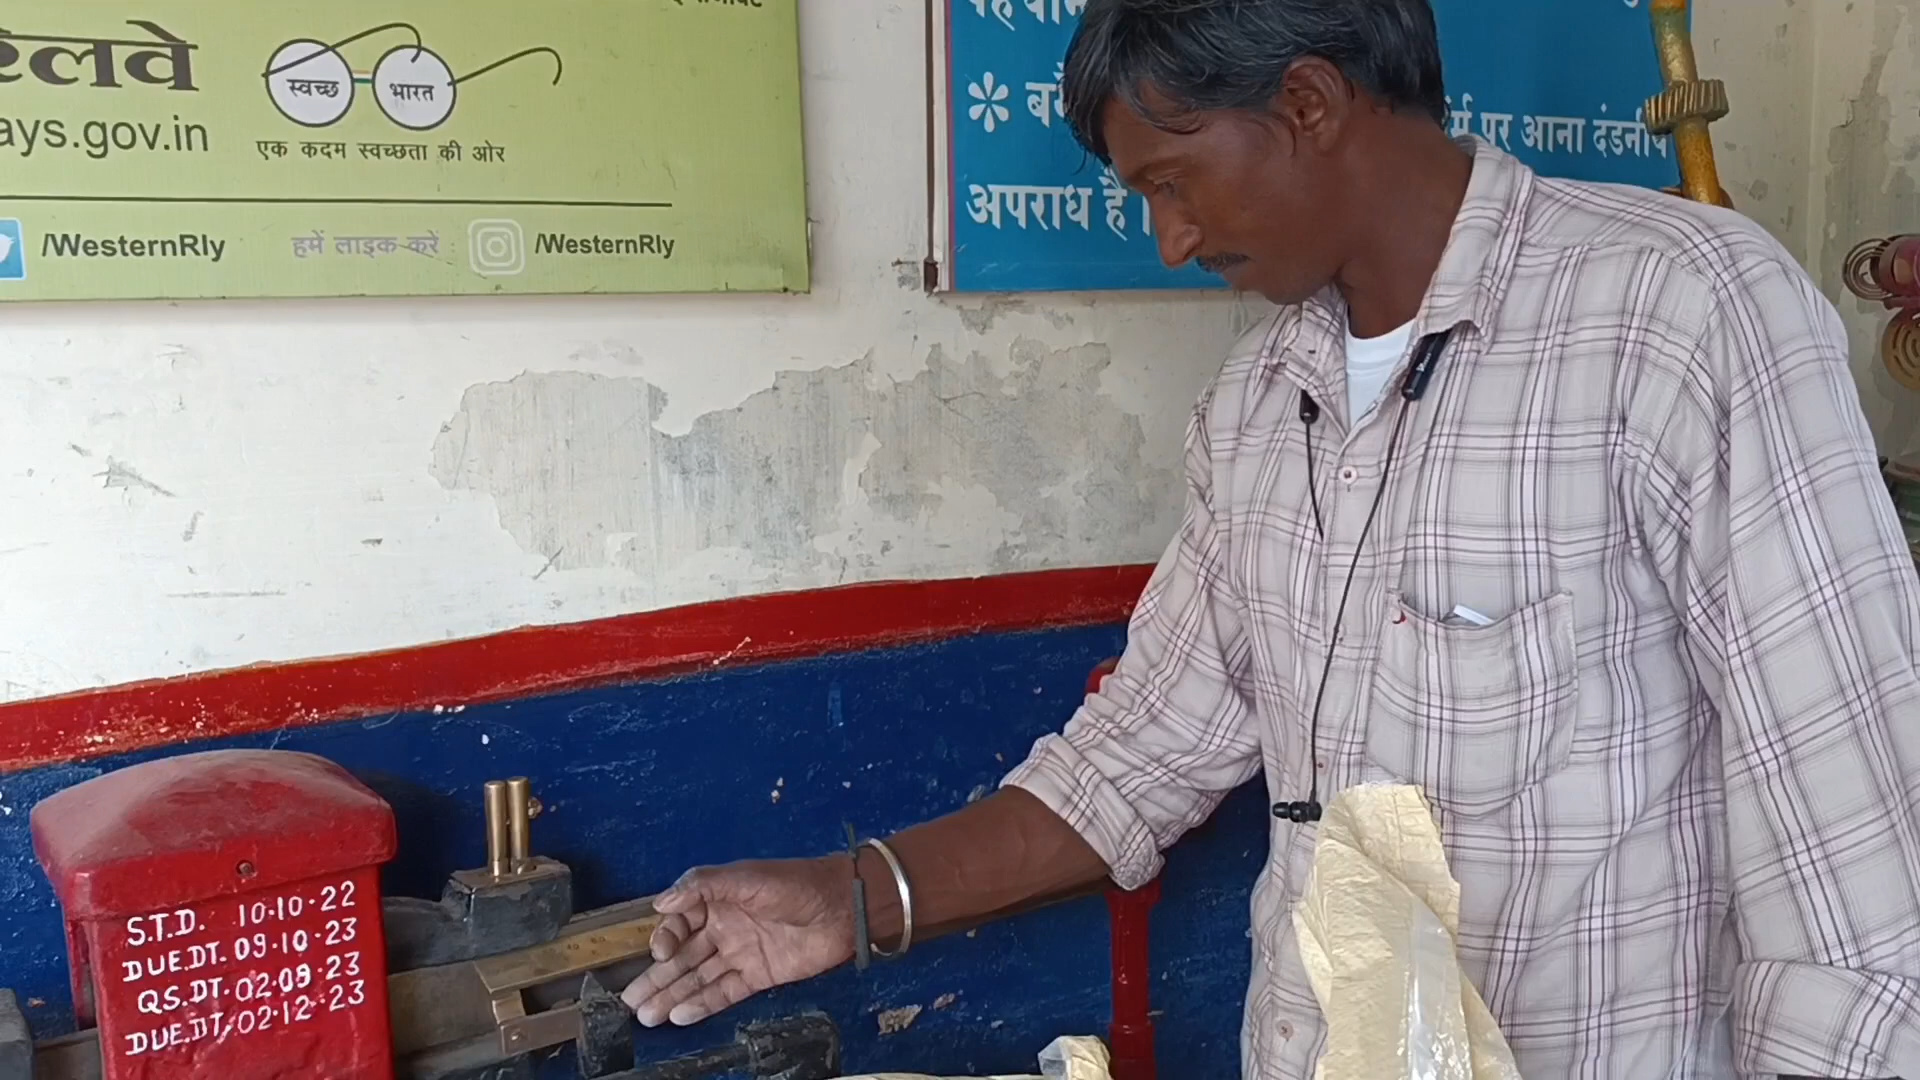 रेलवे
ays.gov.in
स्वच्छ भारत
एक कदम स्वच्छता की ओर
/WesternRly हमें लाइक करें : /WesternRly
पर आना दंडनीय
अपराध है।
S.T.D. 10.10.22
DUE.DT. 09.10.23
QS.DT. 02.09.23
DUE.DT. 02.12.23